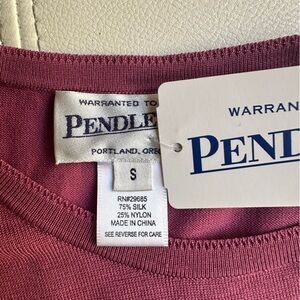 WARRANTED TO
PENDLE
PORTLAND, ORE
S
RN#29685
75% SILK
25% NYLON
MADE IN CHINA
SEE REVERSE FOR CARE
WARRAN
PEND